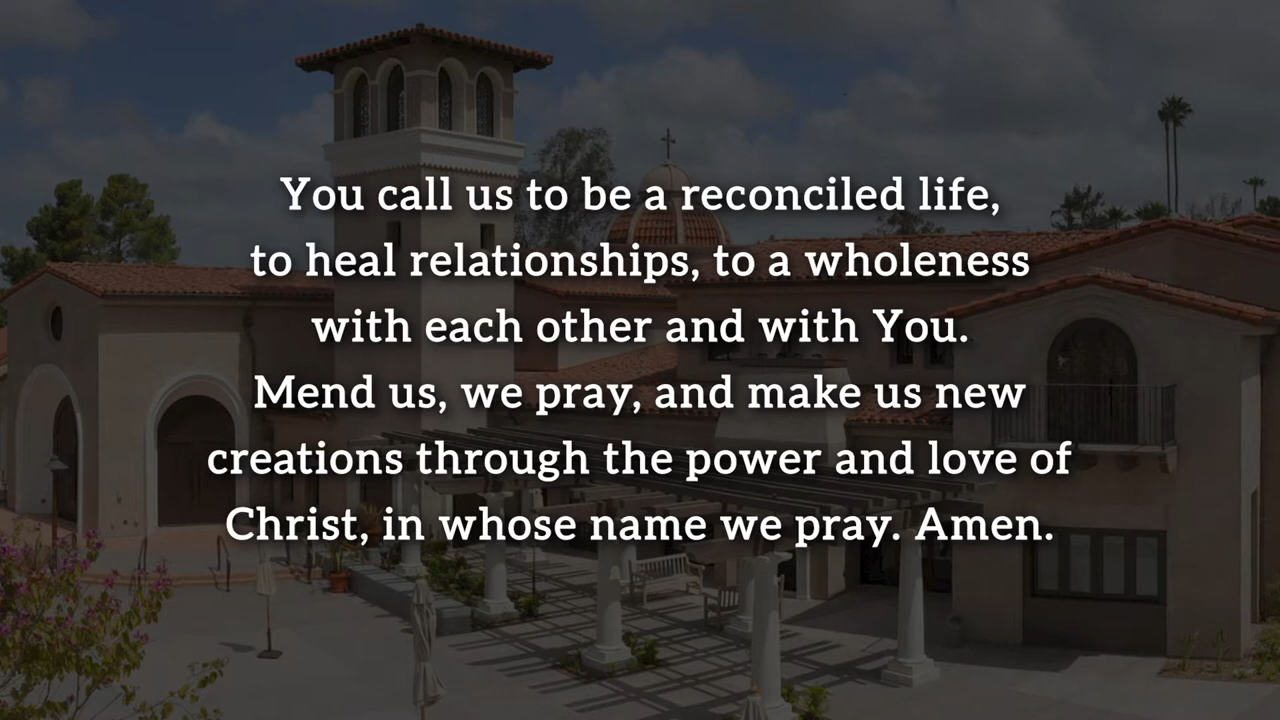 You call us to be a reconciled life,
to heal relationships, to a wholeness
with each other and with You.
Mend us, we pray, and make us new
creations through the power and love of
Christ, in whose name we pray. Amen.